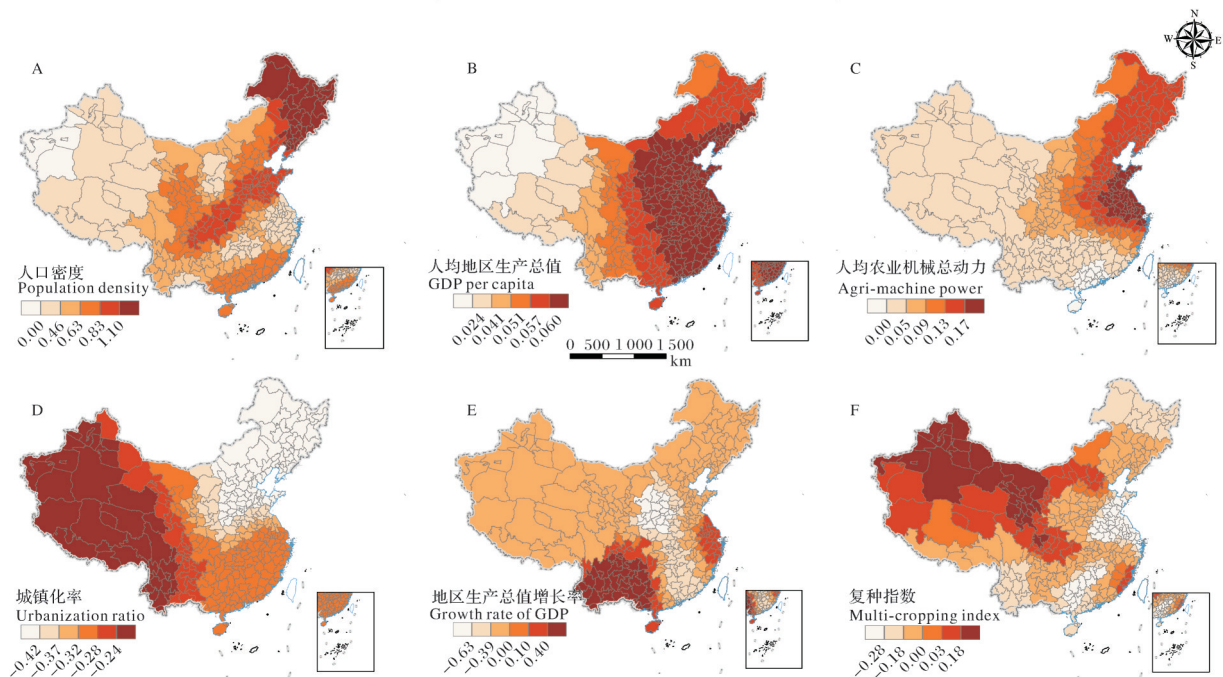 N
W E
S
A
人口密度
Population density
0.00 0.46 0.63 0.83 1.10
B
人均地区生产总值
GDP per capita
0.024 0.041 0.051 0.057 0.060
0 500 1 000 1 500
km
C
人均农业机械总动力
Agri-machine power
0.00 0.05 0.09 0.13 0.17
D
城镇化率
Urbanization ratio
−0.42 −0.37 −0.32 −0.28 −0.24
E
地区生产总值增长率
Growth rate of GDP
−0.63 −0.39 0.00 0.10 0.40
F
复种指数
Multi-cropping index
−0.28 −0.18 0.00 0.03 0.18